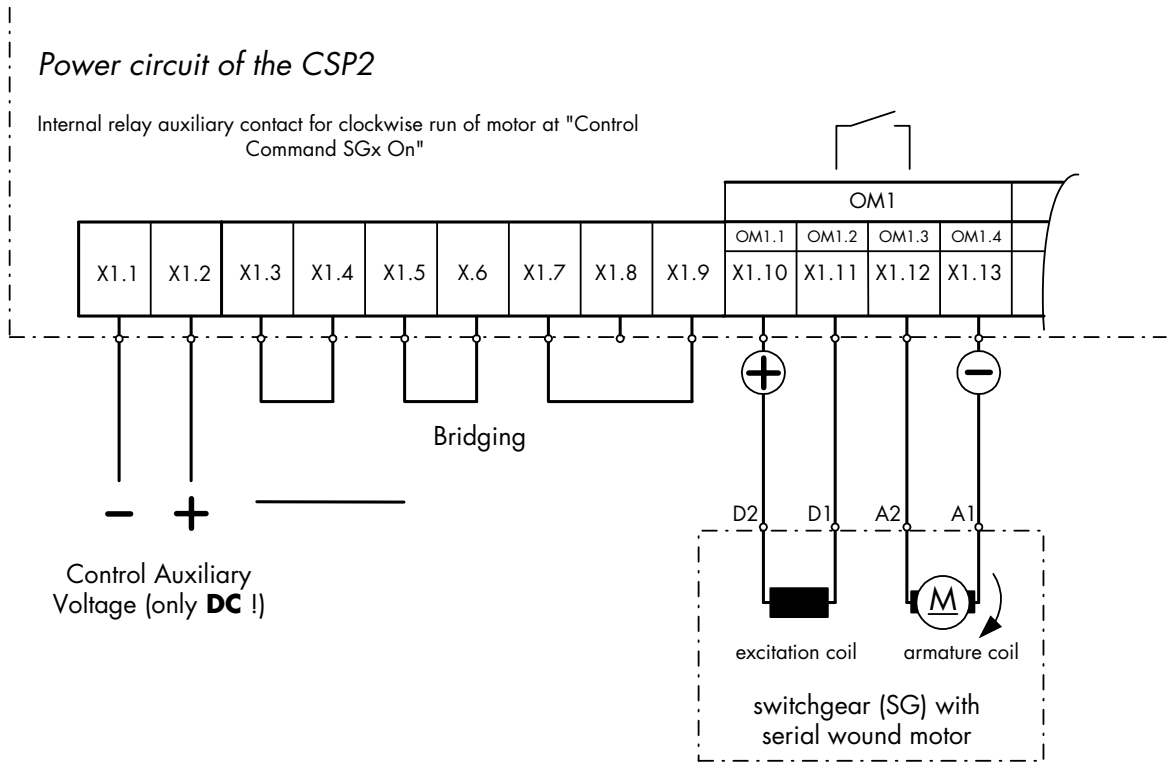 Power circuit of the CSP2
Internal relay auxiliary contact for clockwise run of motor at "Control
Command SGx On"
OM1
OM1.1 OM1.2 OM1.3 OM1.4
X1.1 X1.2 X1.3 X1.4 X1.5 X.6 X1.7 X1.8 X1.9 X1.10 X1.11 X1.12 X1.13
+ −
Bridging
− +
Control Auxiliary
Voltage (only DC !)
D2 D1 A2 A1
M
excitation coil armature coil
switchgear (SG) with
serial wound motor